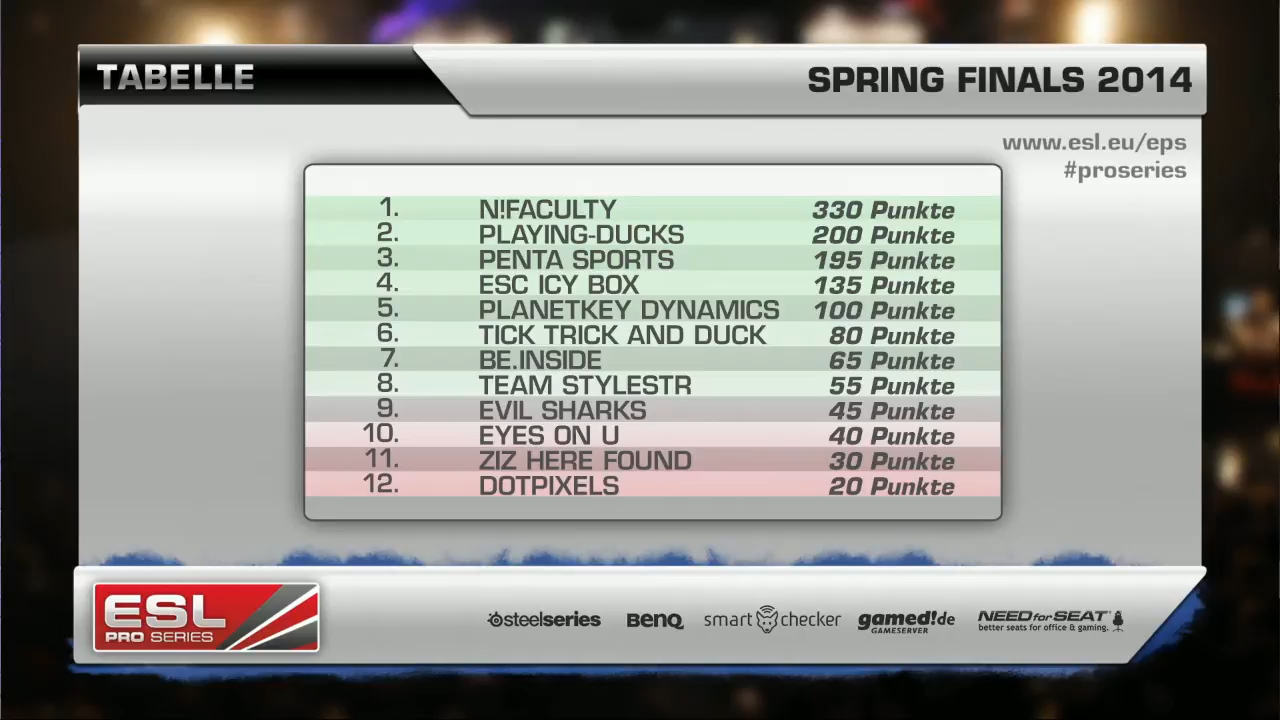 TABELLE
SPRING FINALS 2014
www.esl.eu/eps
#proseries
1. N!FACULTY 330 Punkte
2. PLAYING-DUCKS 200 Punkte
3. PENTA SPORTS 195 Punkte
4. ESC ICY BOX 135 Punkte
5. PLANETKEY DYNAMICS 100 Punkte
6. TICK TRICK AND DUCK 80 Punkte
7. BE.INSIDE 65 Punkte
8. TEAM STYLESTR 55 Punkte
9. EVIL SHARKS 45 Punkte
10. EYES ON U 40 Punkte
11. ZIZ HERE FOUND 30 Punkte
12. DOTPIXELS 20 Punkte
ESL
PRO SERIES
steelseries BenQ smart checker gamed!de NEED for SEAT
GAMESERVER better seats for office & gaming.